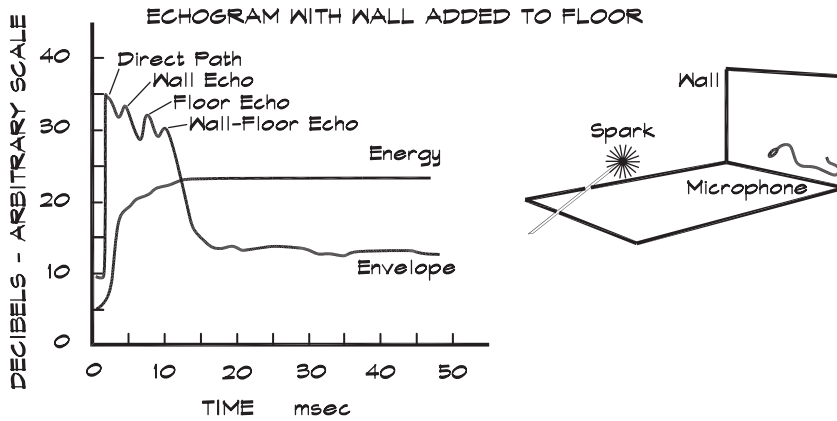 ECHOGRAM WITH WALL ADDED TO FLOOR
DECIBELS - ARBITRARY SCALE
40
30
20
10
0
Direct Path
Wall Echo
Floor Echo
Wall-Floor Echo
Energy
Envelope
0 10 20 30 40 50
TIME msec
Wall
Spark
Microphone